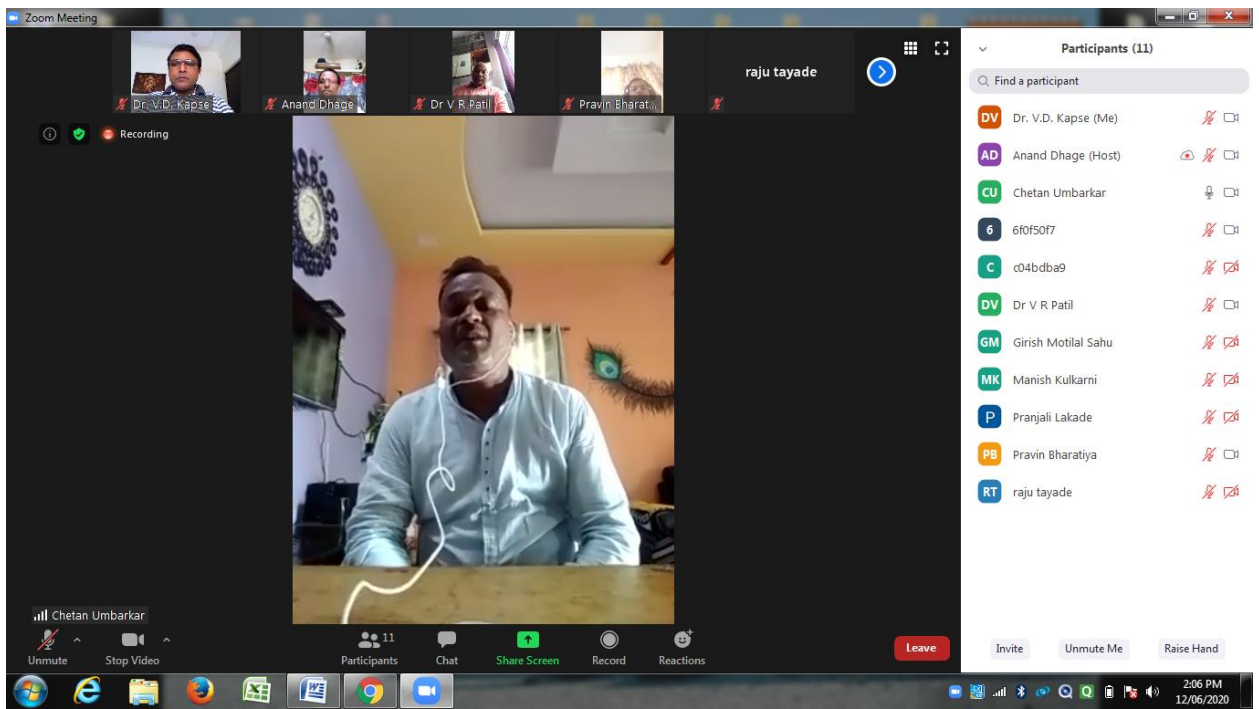 Zoom Meeting
Dr. V.D. Kapse
Anand Dhage
Dr V R Patil
Pravin Bharat...
raju tayade
Recording
Chetan Umbarkar
Unmute
Stop Video
11
Participants
Chat
Share Screen
Record
Reactions
Leave
Participants (11)
Find a participant
DV Dr. V.D. Kapse (Me)
AD Anand Dhage (Host)
CU Chetan Umbarkar
6 6f0f50f7
C c04bdba9
DV Dr V R Patil
GM Girish Motilal Sahu
MK Manish Kulkarni
P Pranjali Lakade
PB Pravin Bharatiya
RT raju tayade
Invite Unmute Me Raise Hand
2:06 PM
12/06/2020